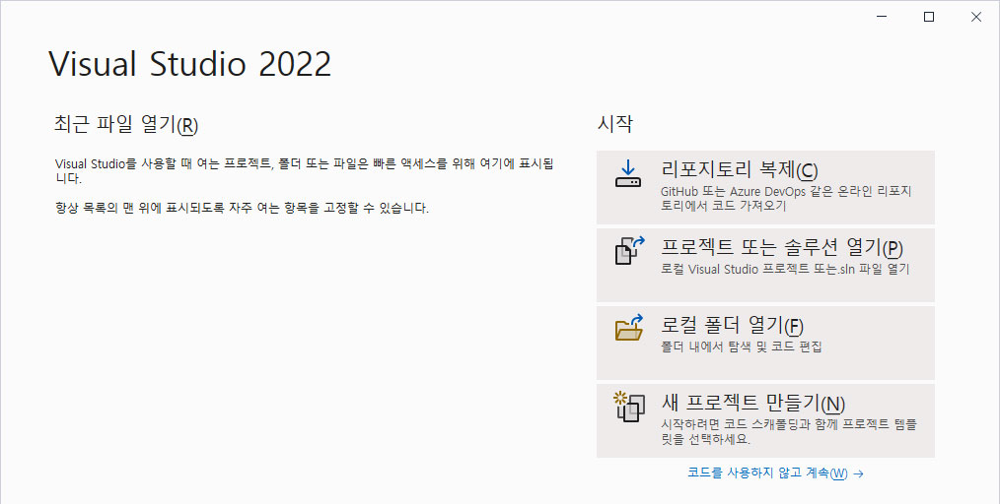 Visual Studio 2022
최근 파일 열기(R)
Visual Studio를 사용할 때 여는 프로젝트, 폴더 또는 파일은 빠른 액세스를 위해 여기에 표시됩
니다.
항상 목록의 맨 위에 표시되도록 자주 여는 항목을 고정할 수 있습니다.
시작
리포지토리 복제(C)
GitHub 또는 Azure DevOps 같은 온라인 리포지
토리에서 코드 가져오기
프로젝트 또는 솔루션 열기(P)
로컬 Visual Studio 프로젝트 또는.sln 파일 열기
로컬 폴더 열기(F)
폴더 내에서 탐색 및 코드 편집
새 프로젝트 만들기(N)
시작하려면 코드 스캐폴딩과 함께 프로젝트 템플
릿을 선택하세요.
코드를 사용하지 않고 계속(W) →